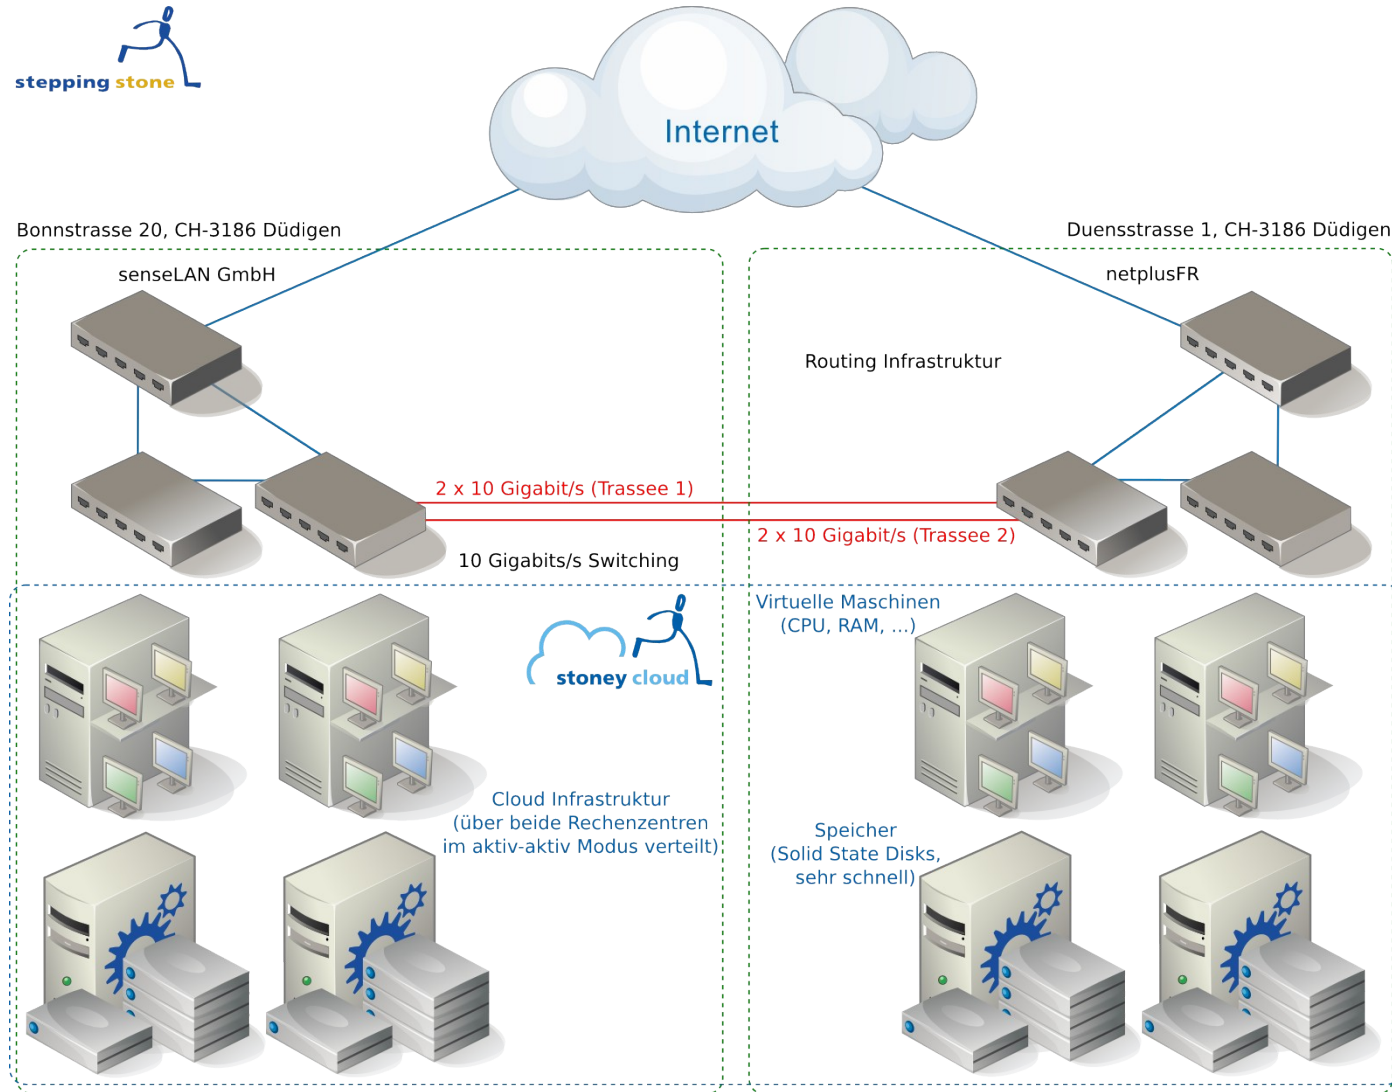 stepping stone
Internet
Bonnstrasse 20, CH-3186 Düdigen
Duensstrasse 1, CH-3186 Düdigen
senseLAN GmbH
netplusFR
Routing Infrastruktur
2 x 10 Gigabit/s (Trassee 1)
2 x 10 Gigabit/s (Trassee 2)
10 Gigabits/s Switching
Virtuelle Maschinen
(CPU, RAM, ...)
stoney cloud
Cloud Infrastruktur
(über beide Rechenzentren
im aktiv-aktiv Modus verteilt)
Speicher
(Solid State Disks,
sehr schnell)